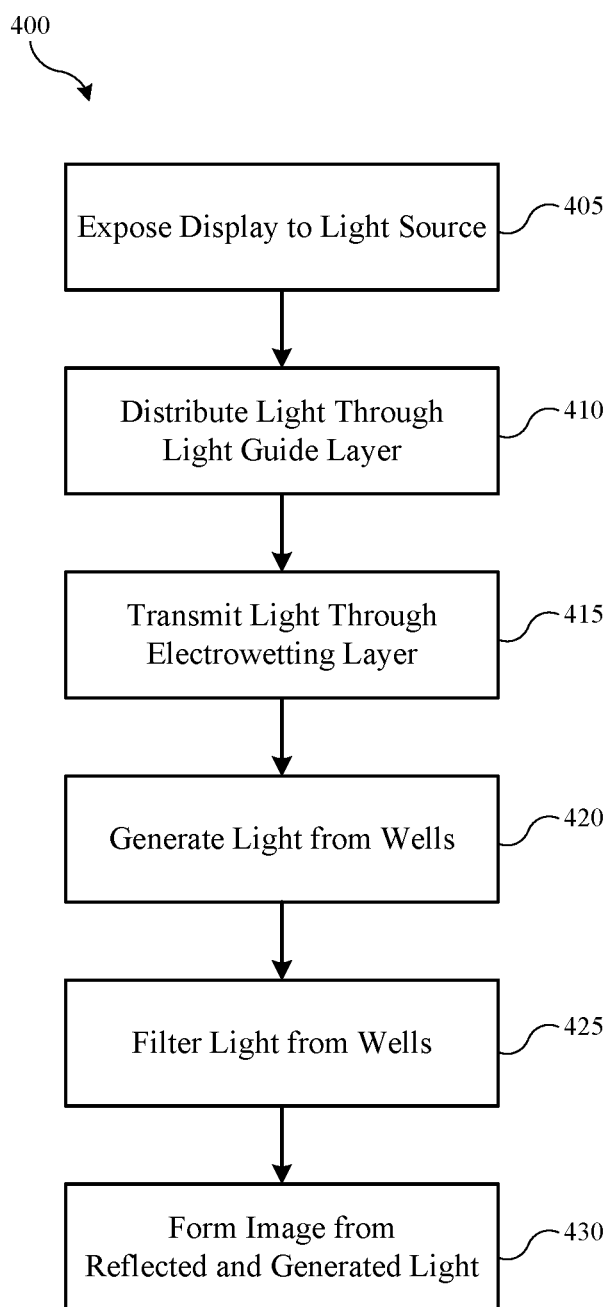 400
Expose Display to Light Source
405
Distribute Light Through
Light Guide Layer
410
Transmit Light Through
Electrowetting Layer
415
Generate Light from Wells
420
Filter Light from Wells
425
Form Image from
Reflected and Generated Light
430